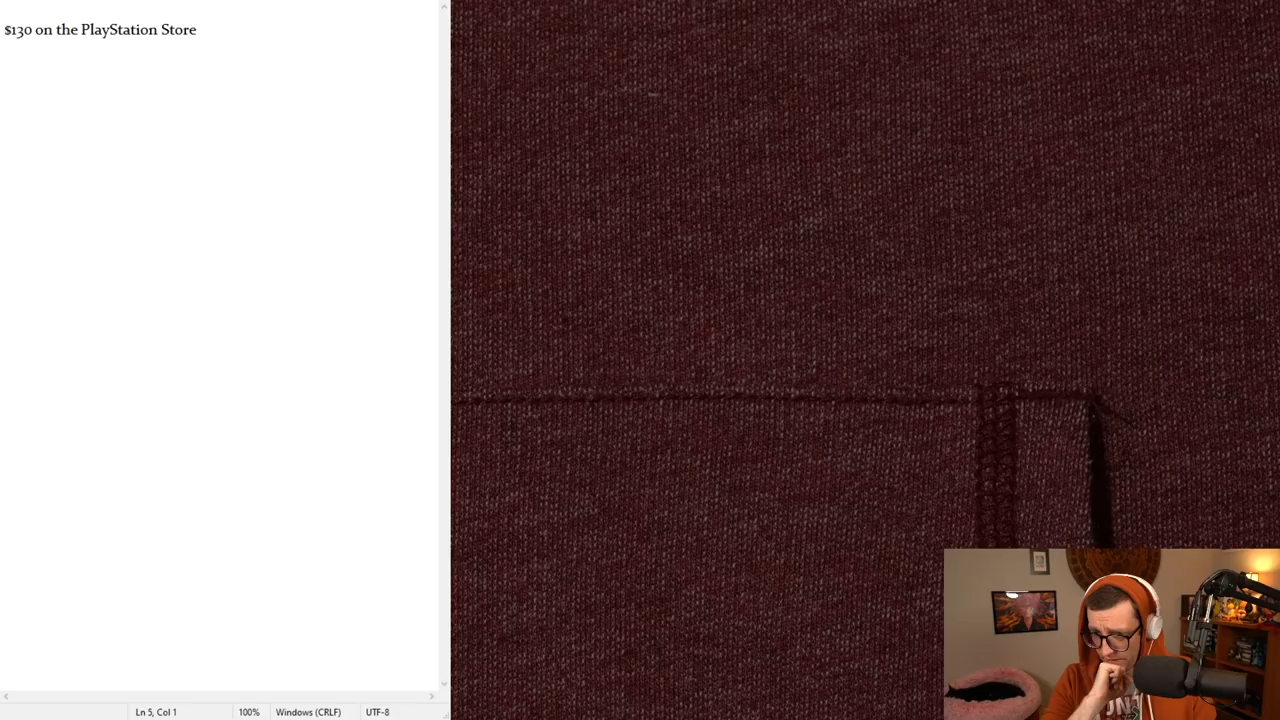 $130 on the PlayStation Store
Ln 5, Col 1 100% Windows (CRLF) UTF-8